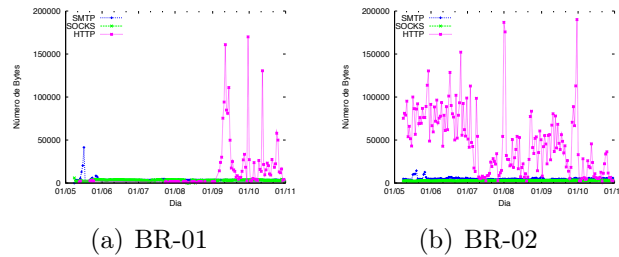 SMTP
SOCKS
HTTP
Número de Bytes
200000
150000
100000
50000
0
01/05 01/06 01/07 01/08 01/09 01/10 01/11
Dia
(a) BR-01
SMTP
SOCKS
HTTP
Número de Bytes
200000
150000
100000
50000
0
01/05 01/06 01/07 01/08 01/09 01/10 01/1
Dia
(b) BR-02